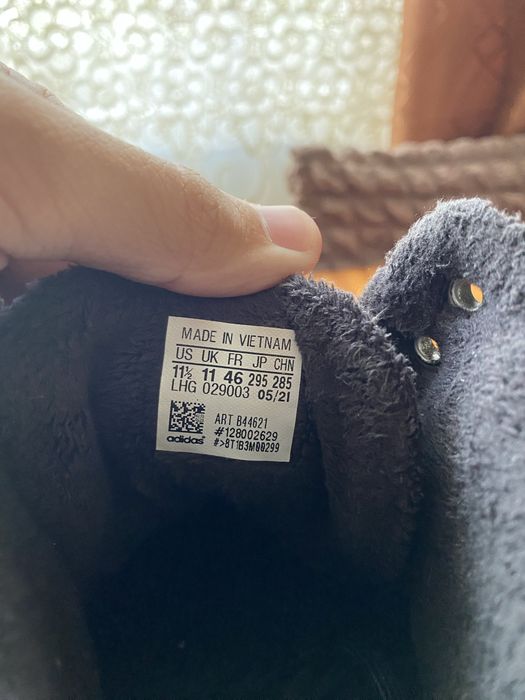 MADE IN VIETNAM
US UK FR JP CHN
11½ 11 46 295 285
LHG 029003 05/21
ART B44621
#128002629
#>8T1B3M00299
adidas